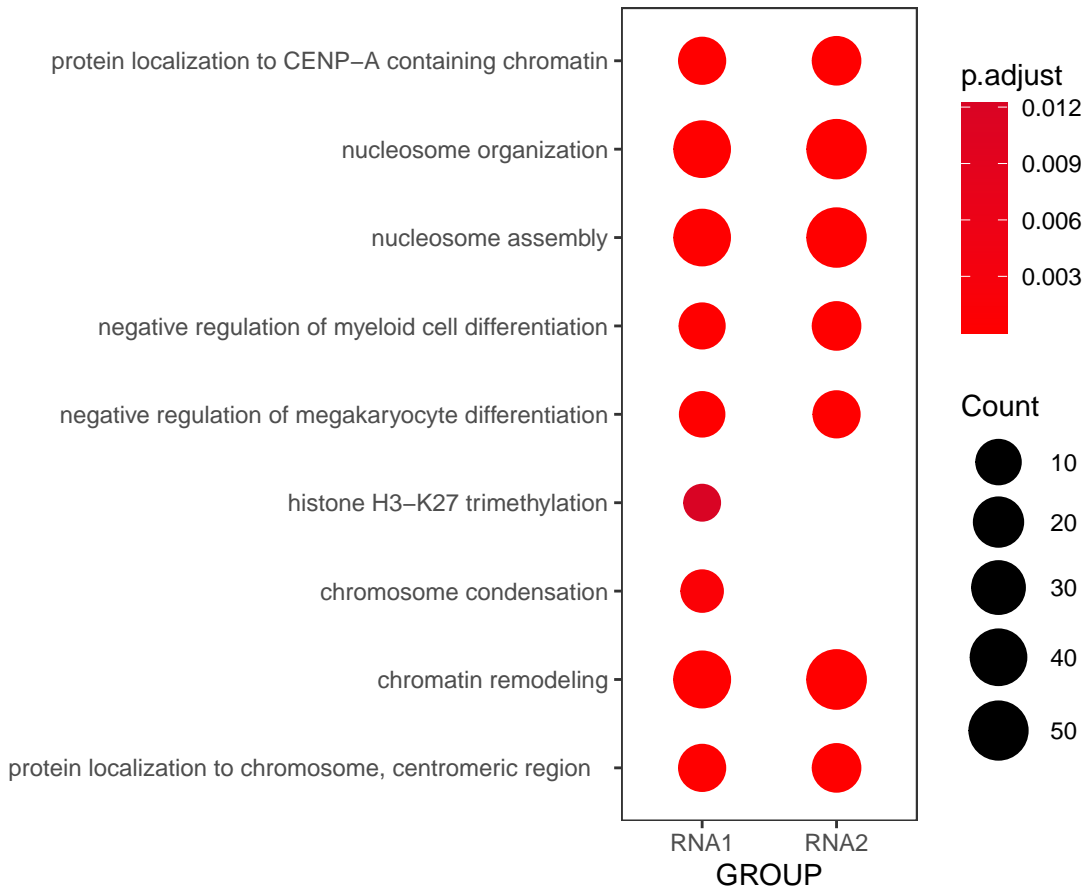 protein localization to CENP−A containing chromatin
nucleosome organization
nucleosome assembly
negative regulation of myeloid cell differentiation
negative regulation of megakaryocyte differentiation
histone H3−K27 trimethylation
chromosome condensation
chromatin remodeling
protein localization to chromosome, centromeric region
RNA1 RNA2
GROUP
p.adjust
0.012
0.009
0.006
0.003
Count
10
20
30
40
50